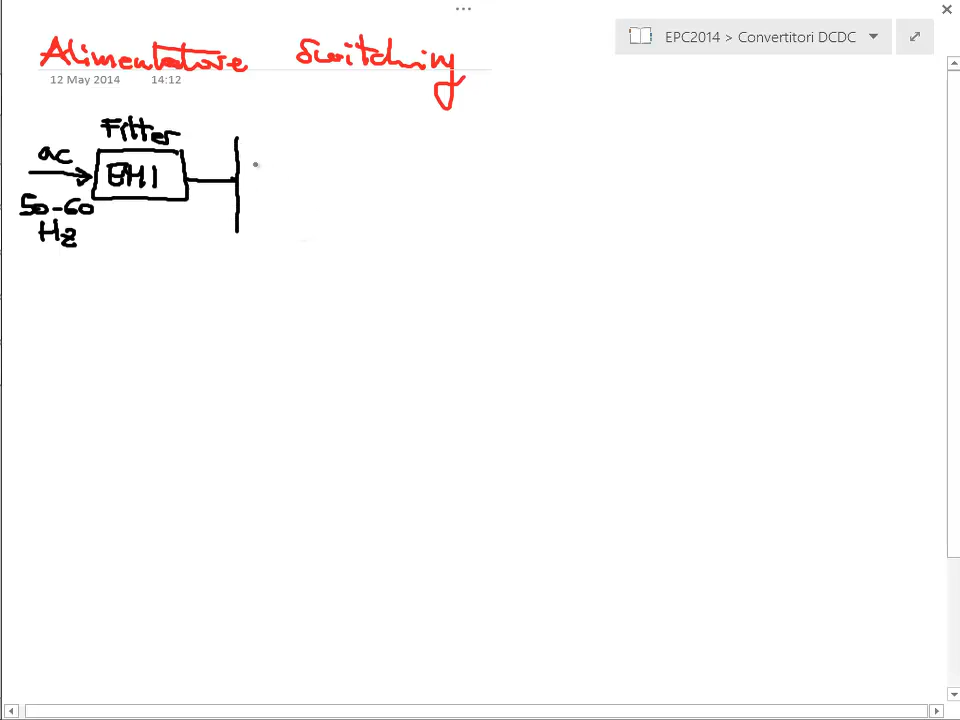 Alimentatore Switching
EPC2014 > Convertitori DCDC
12 May 2014 14:12
Filter
ac
EMI
50-60
Hz